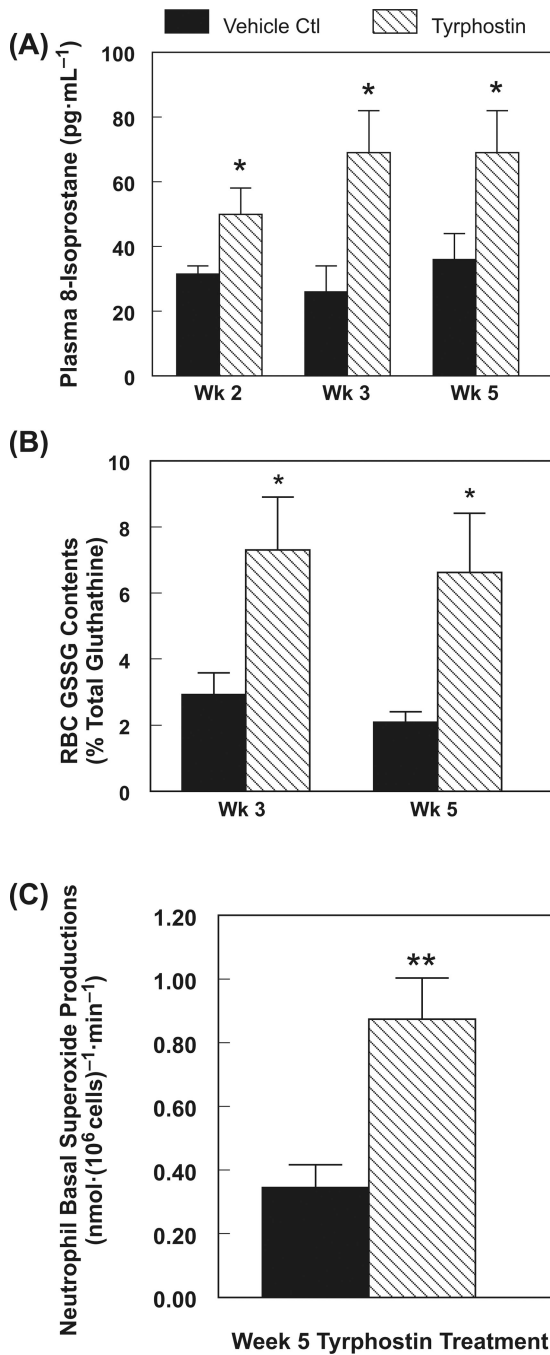 Vehicle Ctl Tyrphostin
(A)
Plasma 8-Isoprostane (pg·mL⁻¹)
100
80
60
40
20
0
* * *
Wk 2 Wk 3 Wk 5
(B)
RBC GSSG Contents
(% Total Gluthathine)
10
8
6
4
2
0
* *
Wk 3 Wk 5
(C)
Neutrophil Basal Superoxide Productions
(nmol·(10⁶cells)⁻¹·min⁻¹)
1.20
1.00
0.80
0.60
0.40
0.20
0.00
**
Week 5 Tyrphostin Treatment